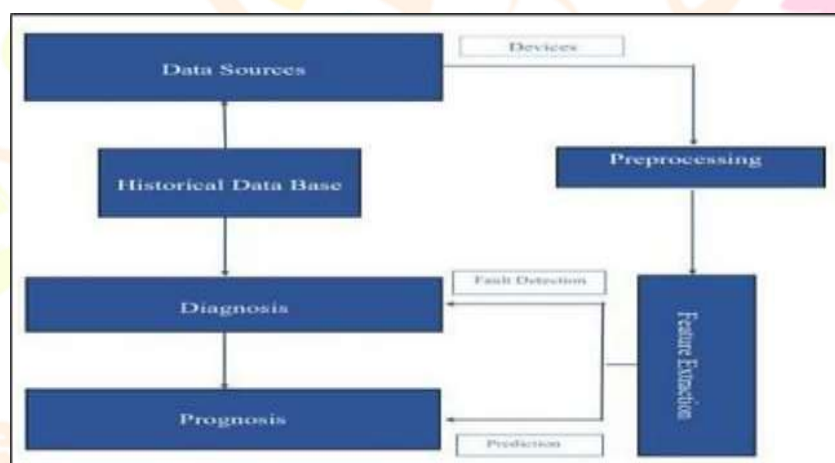 Data Sources
Devices
Historical Data Base
Preprocessing
Diagnosis
Fault Detection
Feature Extraction
Prognosis
Prediction